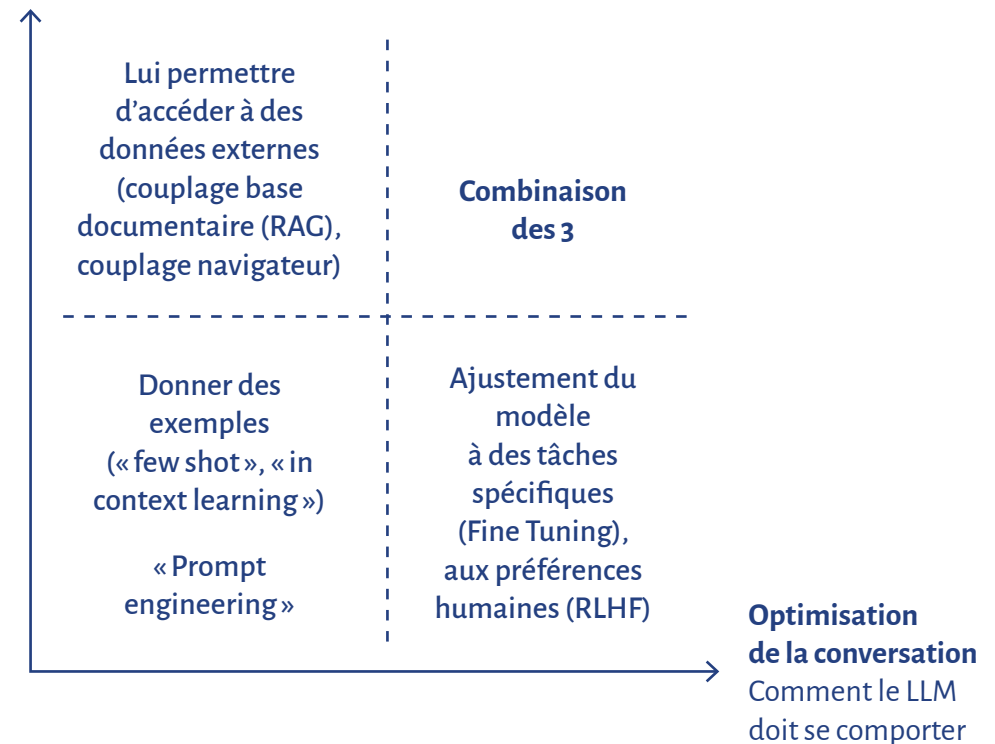 Lui permettre
d’accéder à des
données externes
(couplage base
documentaire (RAG),
couplage navigateur)
Combinaison
des 3
Donner des
exemples
(« few shot », « in
context learning »)
« Prompt
engineering »
Ajustement du
modèle
à des tâches
spécifiques
(Fine Tuning),
aux préférences
humaines (RLHF)
Optimisation
de la conversation
Comment le LLM
doit se comporter